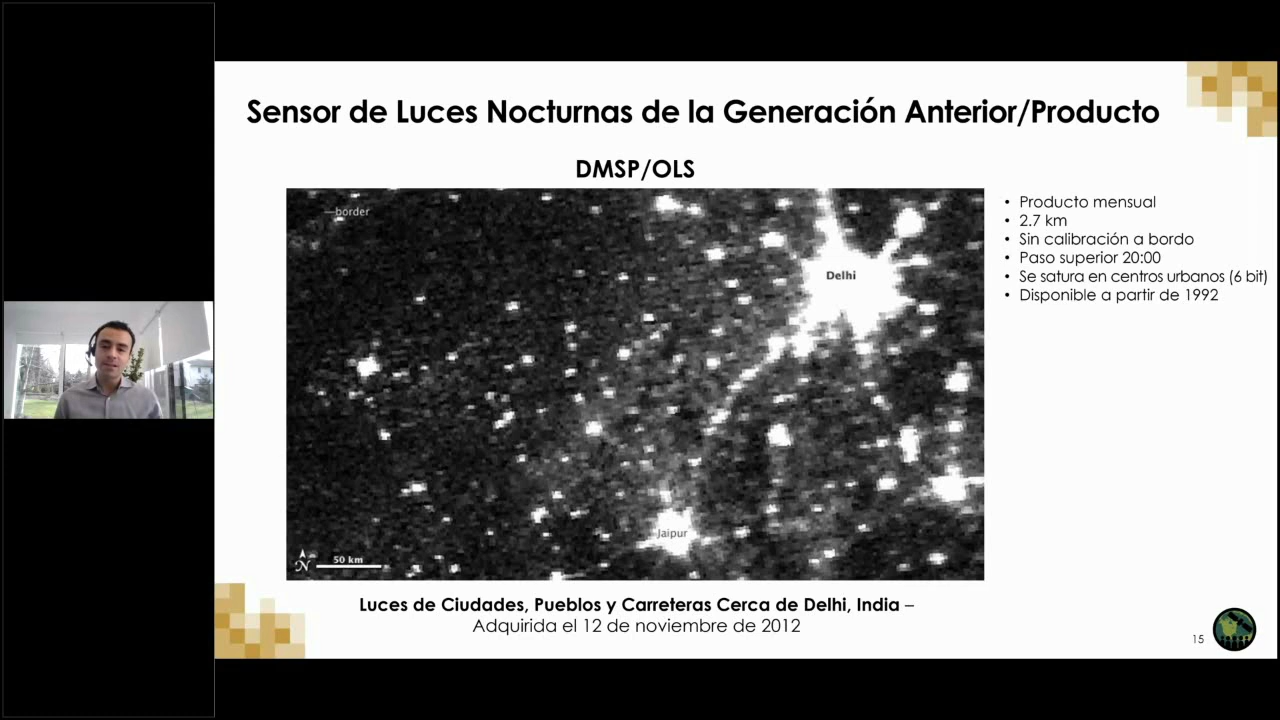 Sensor de Luces Nocturnas de la Generación Anterior/Producto
DMSP/OLS
—border
Delhi
Jaipur
N
50 km
• Producto mensual
• 2.7 km
• Sin calibración a bordo
• Paso superior 20:00
• Se satura en centros urbanos (6 bit)
• Disponible a partir de 1992
Luces de Ciudades, Pueblos y Carreteras Cerca de Delhi, India –
Adquirida el 12 de noviembre de 2012
15